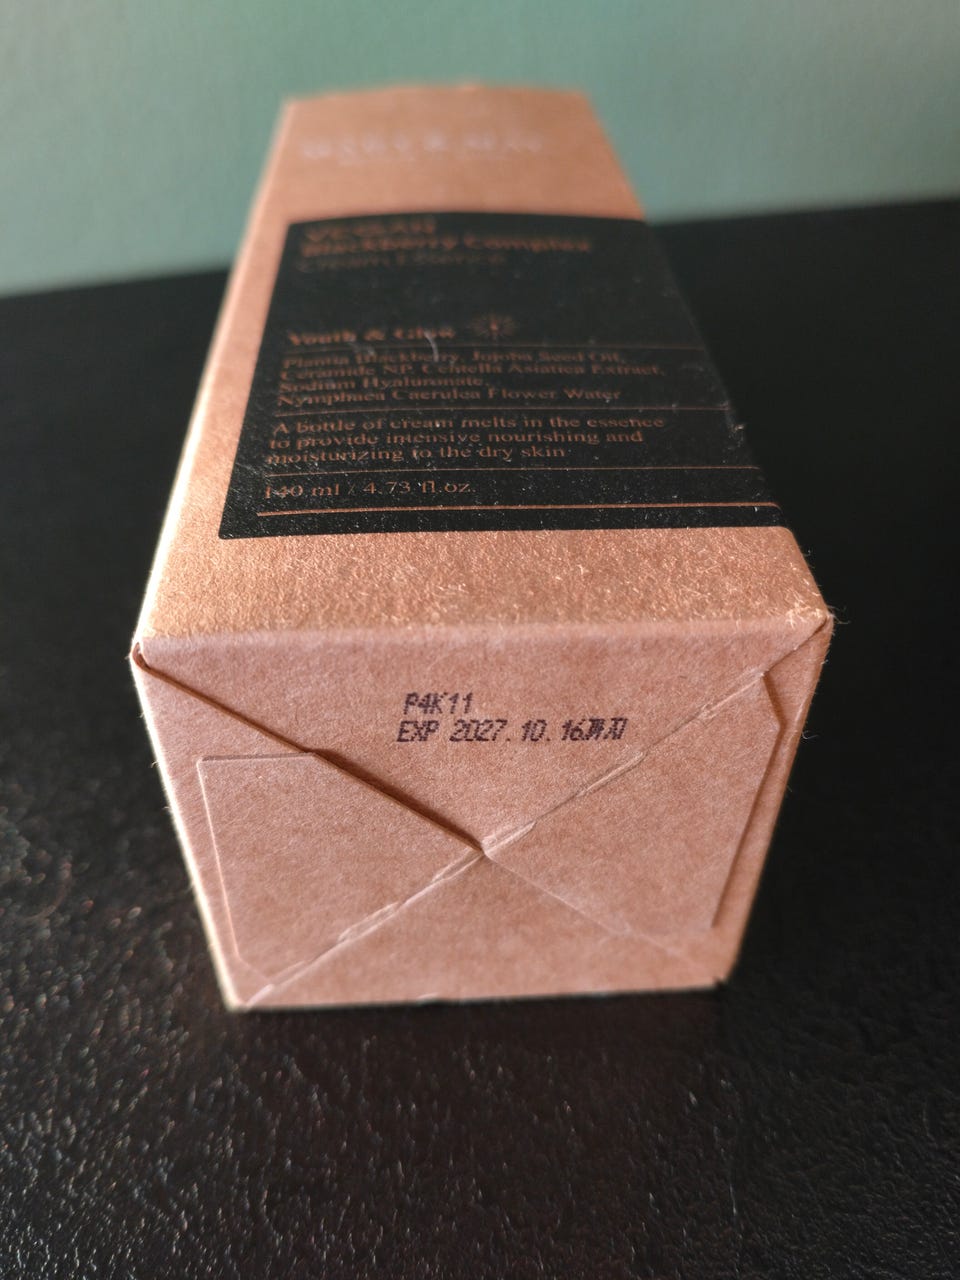 VEGAN
Blackberry Complex
Cream Essence
Youth & Glow
Plantia Blackberry, Jojoba Seed Oil,
Ceramide NP, Centella Asiatica Extract,
Sodium Hyaluronate,
Nymphaea Caerulea Flower Water
A bottle of cream melts in the essence
to provide intensive nourishing and
moisturizing to the dry skin
140 ml / 4.73 fl.oz.
P4K11
EXP 2027.10.16까지